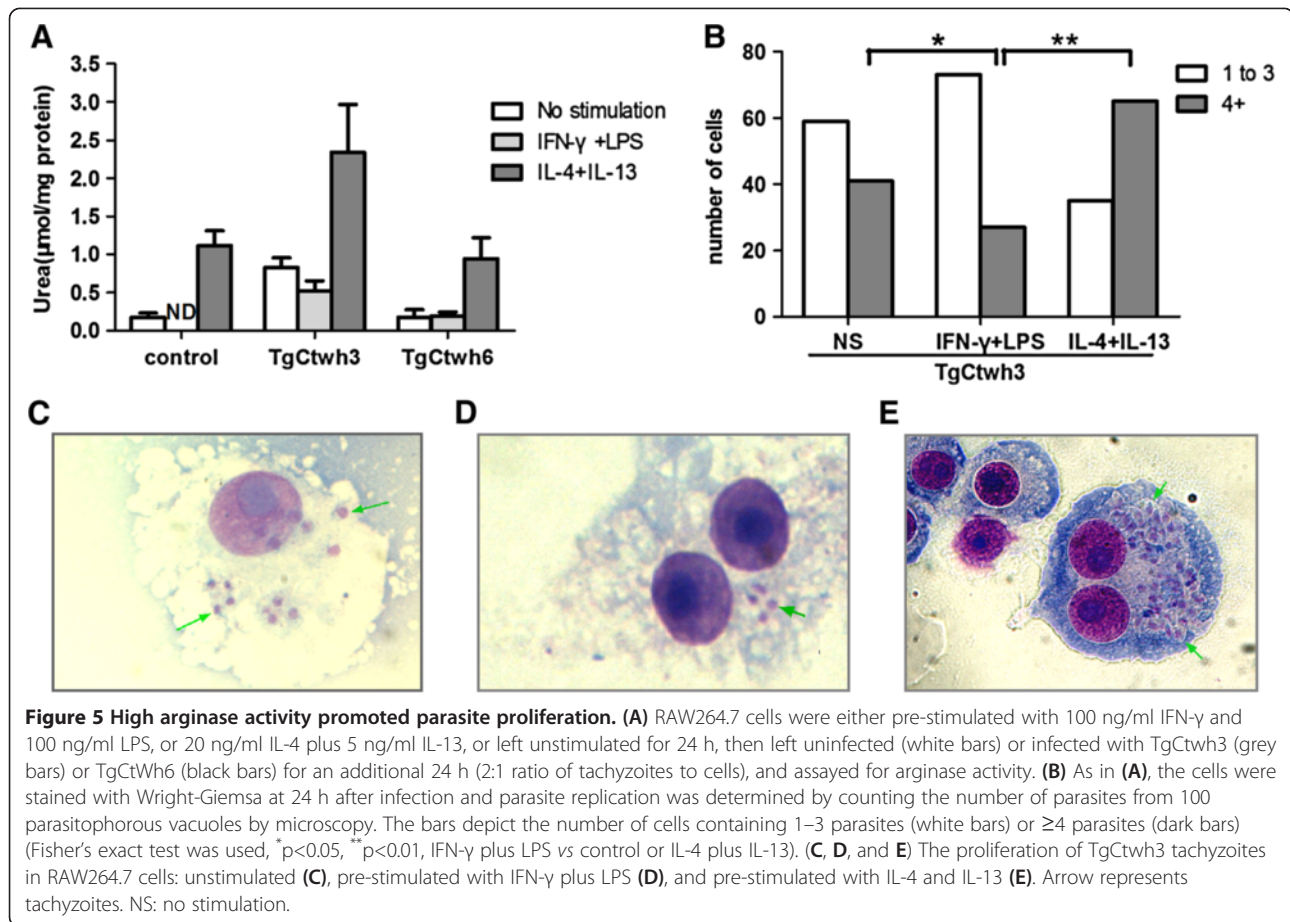 A
3.5
3.0
2.5
2.0
1.5
1.0
0.5
0.0
Urea(μmol/mg protein)
ND
control
TgCtwh3
TgCtwh6
No stimulation
IFN-γ +LPS
IL-4+IL-13
B
80
60
40
20
0
number of cells
*
**
1 to 3
4+
NS
IFN-γ+LPS
IL-4+IL-13
TgCtwh3
C
D
E
Figure 5 High arginase activity promoted parasite proliferation. (A) RAW264.7 cells were either pre-stimulated with 100 ng/ml IFN-γ and
100 ng/ml LPS, or 20 ng/ml IL-4 plus 5 ng/ml IL-13, or left unstimulated for 24 h, then left uninfected (white bars) or infected with TgCtwh3 (grey
bars) or TgCtWh6 (black bars) for an additional 24 h (2:1 ratio of tachyzoites to cells), and assayed for arginase activity. (B) As in (A), the cells were
stained with Wright-Giemsa at 24 h after infection and parasite replication was determined by counting the number of parasites from 100
parasitophorous vacuoles by microscopy. The bars depict the number of cells containing 1–3 parasites (white bars) or ≥4 parasites (dark bars)
(Fisher's exact test was used, *p<0.05, **p<0.01, IFN-γ plus LPS vs control or IL-4 plus IL-13). (C, D, and E) The proliferation of TgCtwh3 tachyzoites
in RAW264.7 cells: unstimulated (C), pre-stimulated with IFN-γ plus LPS (D), and pre-stimulated with IL-4 and IL-13 (E). Arrow represents
tachyzoites. NS: no stimulation.